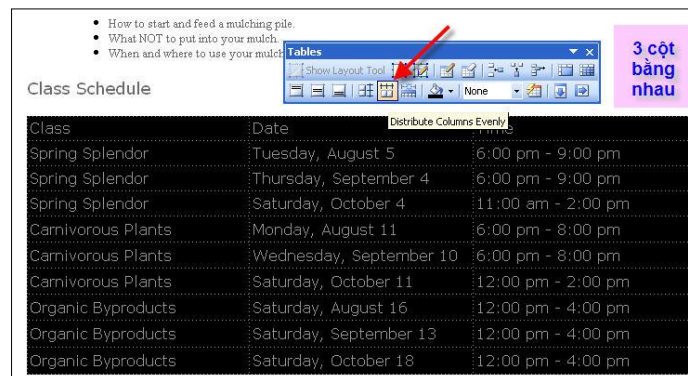 • How to start and feed a mulching pile.
• What NOT to put into your mulch.
• When and where to use your mulch
Tables
Show Layout Tool
None
Distribute Columns Evenly
3 cột
bằng
nhau
Class Schedule
Class Date Time
Spring Splendor Tuesday, August 5 6:00 pm - 9:00 pm
Spring Splendor Thursday, September 4 6:00 pm - 9:00 pm
Spring Splendor Saturday, October 4 11:00 am - 2:00 pm
Carnivorous Plants Monday, August 11 6:00 pm - 8:00 pm
Carnivorous Plants Wednesday, September 10 6:00 pm - 8:00 pm
Carnivorous Plants Saturday, October 11 12:00 pm - 2:00 pm
Organic Byproducts Saturday, August 16 12:00 pm - 4:00 pm
Organic Byproducts Saturday, September 13 12:00 pm - 4:00 pm
Organic Byproducts Saturday, October 18 12:00 pm - 4:00 pm